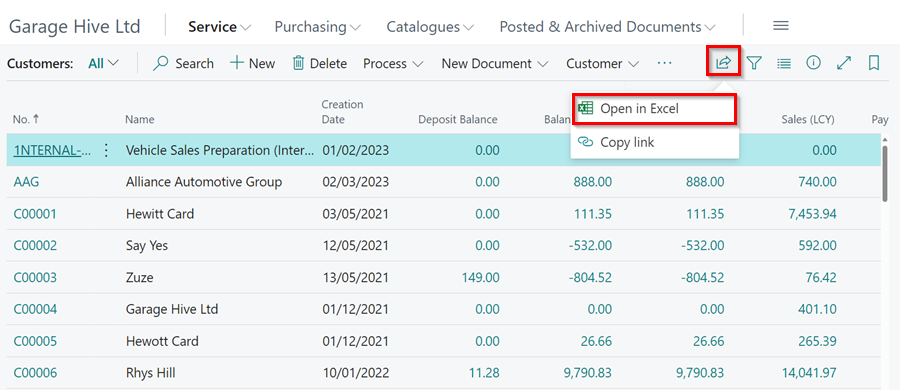 Garage Hive Ltd Service Purchasing Catalogues Posted & Archived Documents
Customers: All Search New Delete Process New Document Customer ...
Open in Excel
Copy link
No. ↑ Name Creation Date Deposit Balance Balan Sales (LCY) Pay
1NTERNAL-... Vehicle Sales Preparation (Inter... 01/02/2023 0.00 0.00
AAG Alliance Automotive Group 02/03/2023 0.00 888.00 888.00 740.00
C00001 Hewitt Card 03/05/2021 0.00 111.35 111.35 7,453.94
C00002 Say Yes 12/05/2021 0.00 -532.00 -532.00 592.00
C00003 Zuze 13/05/2021 149.00 -804.52 -804.52 76.42
C00004 Garage Hive Ltd 01/12/2021 0.00 0.00 0.00 401.10
C00005 Hewott Card 01/12/2021 0.00 26.66 26.66 265.39
C00006 Rhys Hill 10/01/2022 11.28 9,790.83 9,790.83 14,041.97